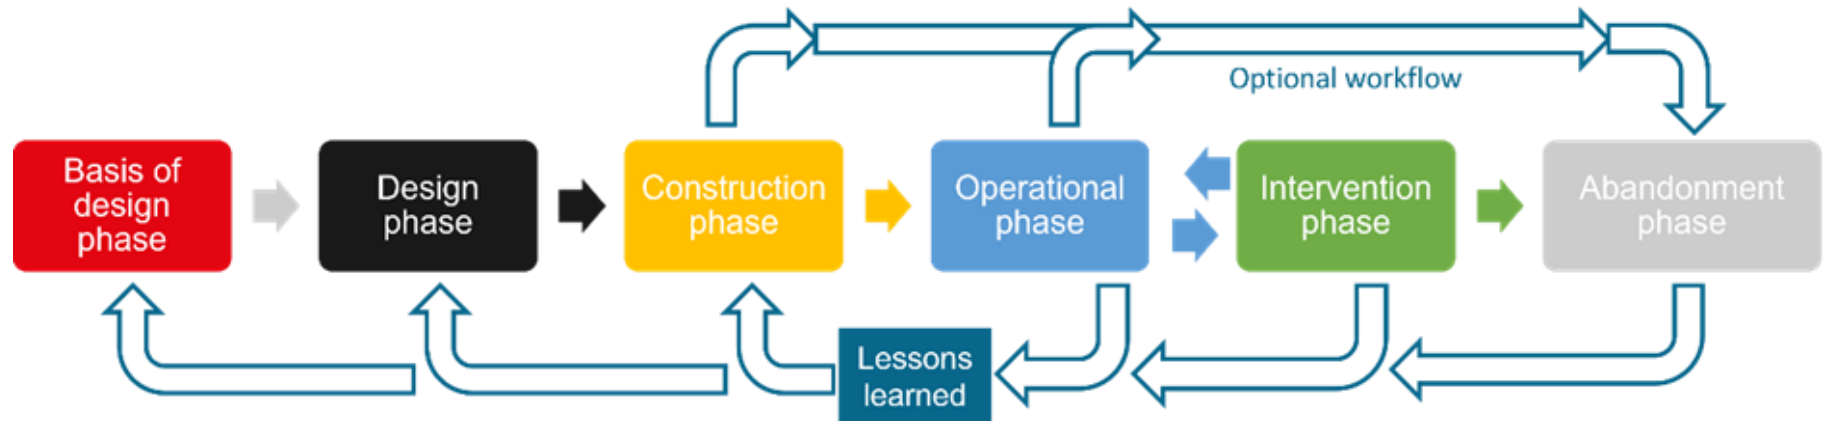 Optional workflow
Basis of
design
phase
Design
phase
Construction
phase
Operational
phase
Intervention
phase
Abandonment
phase
Lessons
learned